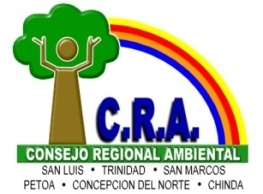 C.R.A.
CONSEJO REGIONAL AMBIENTAL
SAN LUIS • TRINIDAD • SAN MARCOS
PETOA • CONCEPCION DEL NORTE • CHINDA